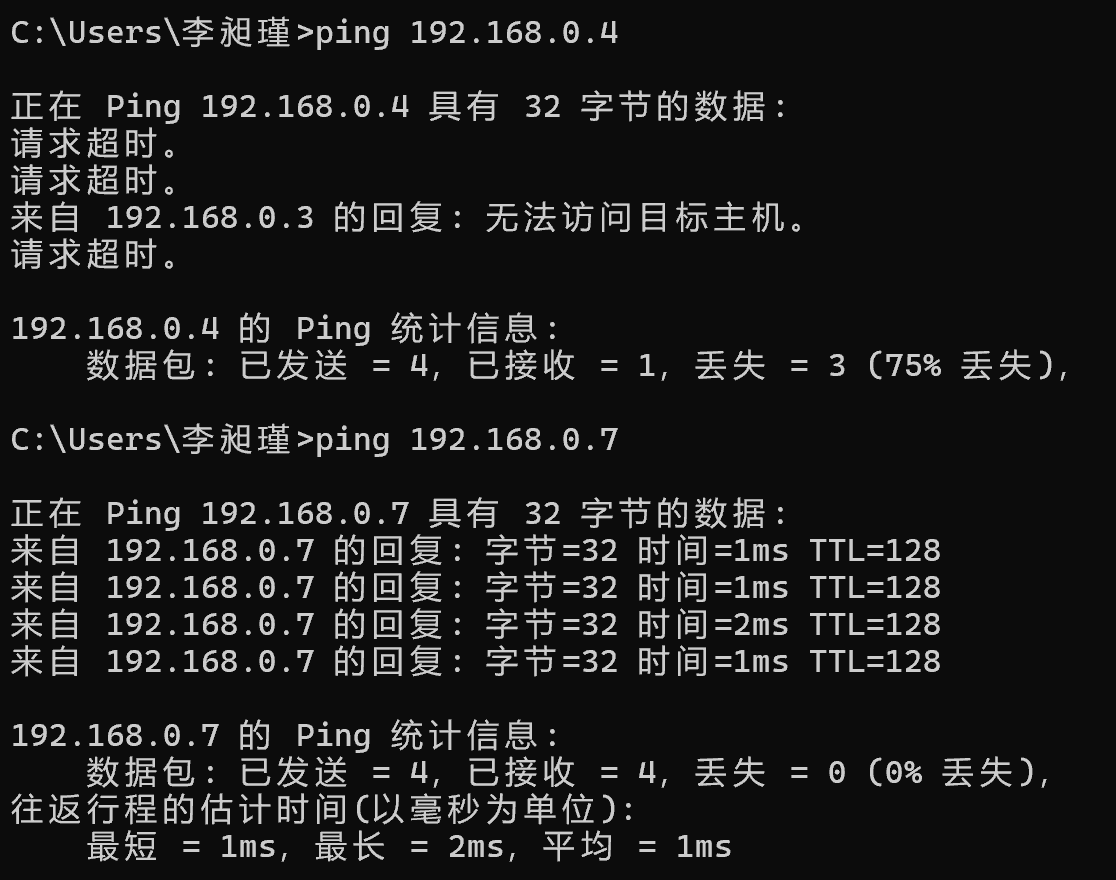 C:\Users\李昶瑾>ping 192.168.0.4
正在 Ping 192.168.0.4 具有 32 字节的数据:
请求超时。
请求超时。
来自 192.168.0.3 的回复: 无法访问目标主机。
请求超时。
192.168.0.4 的 Ping 统计信息:
数据包: 已发送 = 4, 已接收 = 1, 丢失 = 3 (75% 丢失),
C:\Users\李昶瑾>ping 192.168.0.7
正在 Ping 192.168.0.7 具有 32 字节的数据:
来自 192.168.0.7 的回复: 字节=32 时间=1ms TTL=128
来自 192.168.0.7 的回复: 字节=32 时间=1ms TTL=128
来自 192.168.0.7 的回复: 字节=32 时间=2ms TTL=128
来自 192.168.0.7 的回复: 字节=32 时间=1ms TTL=128
192.168.0.7 的 Ping 统计信息:
数据包: 已发送 = 4, 已接收 = 4, 丢失 = 0 (0% 丢失),
往返行程的估计时间(以毫秒为单位):
最短 = 1ms, 最长 = 2ms, 平均 = 1ms